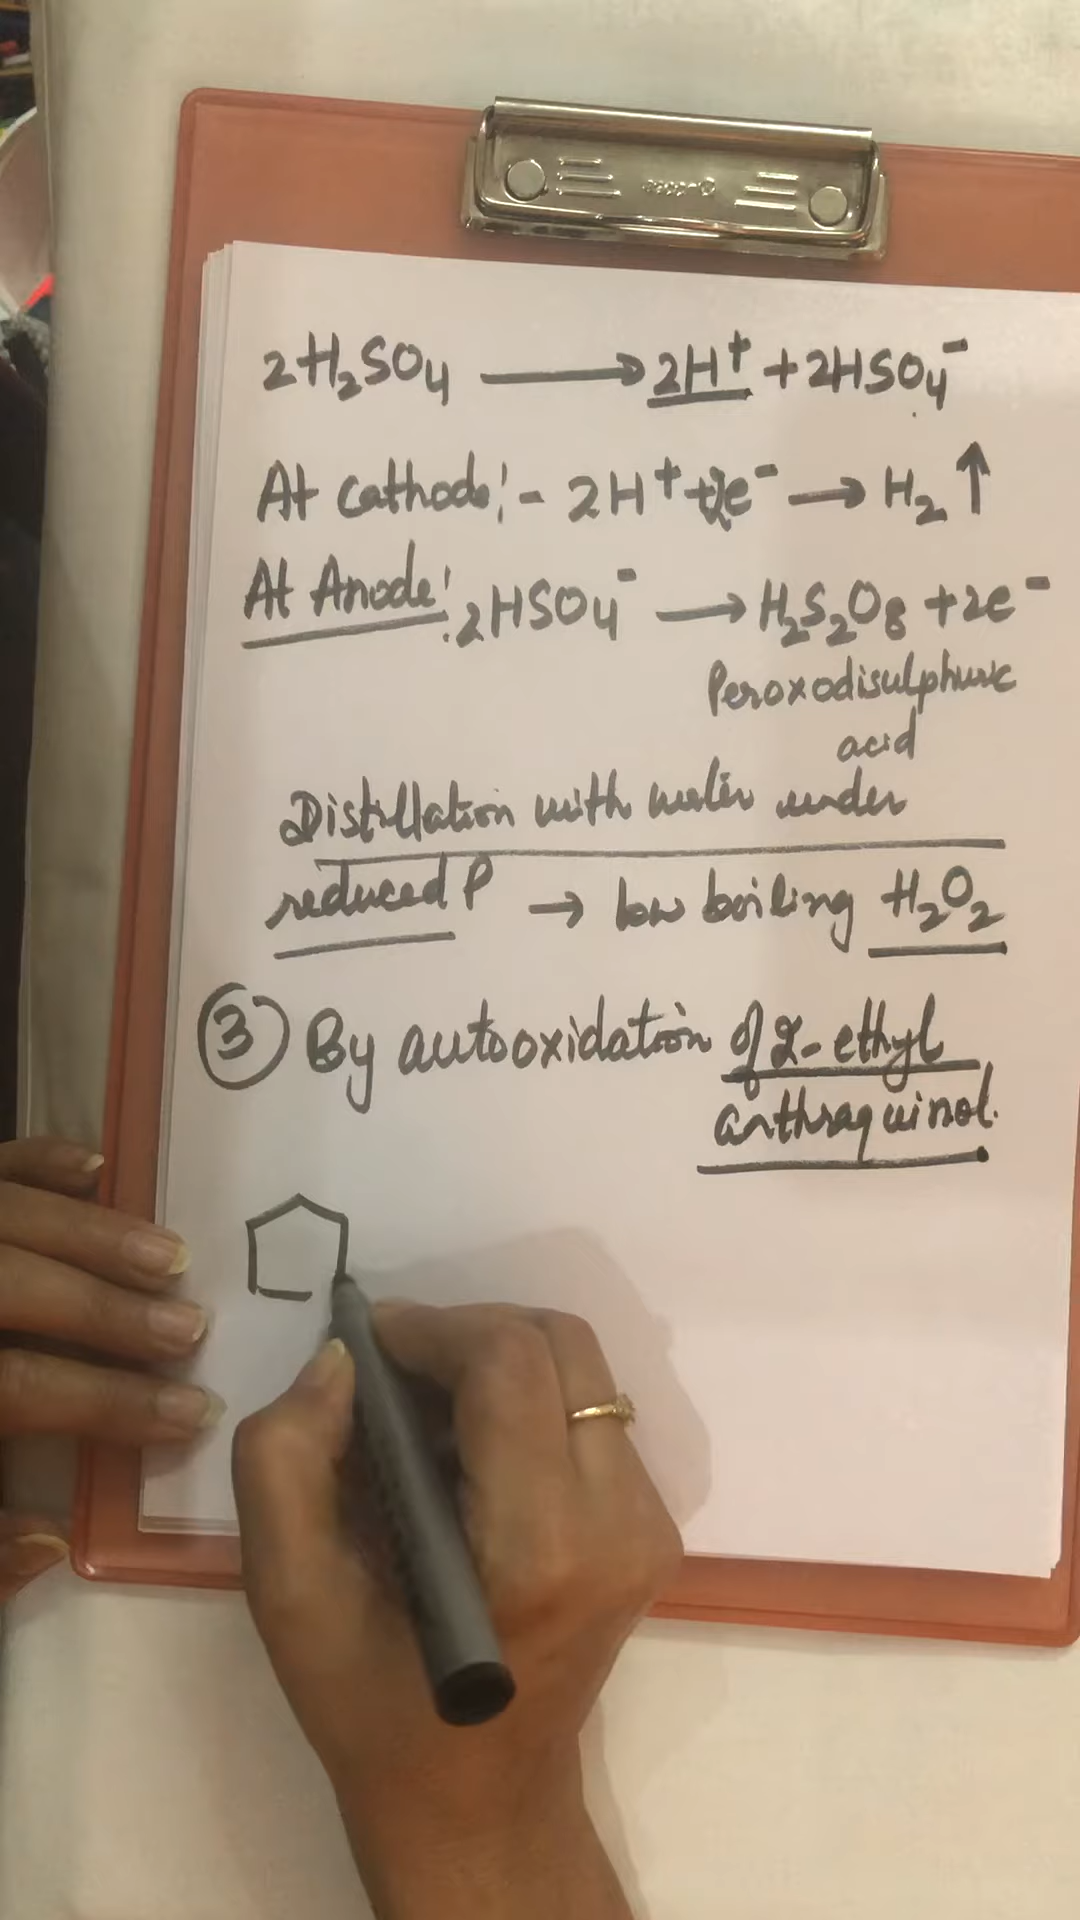 2H₂SO₄ ⟶ 2H⁺ + 2HSO₄⁻
At Cathode:- 2H⁺ + 2e⁻ ⟶ H₂ ↑
At Anode: 2HSO₄⁻ ⟶ H₂S₂O₈ + 2e⁻
Peroxodisulphuric
acid
Distillation with water under
reduced P → low boiling H₂O₂
③ By autooxidation of 2-ethyl
anthraquinol.